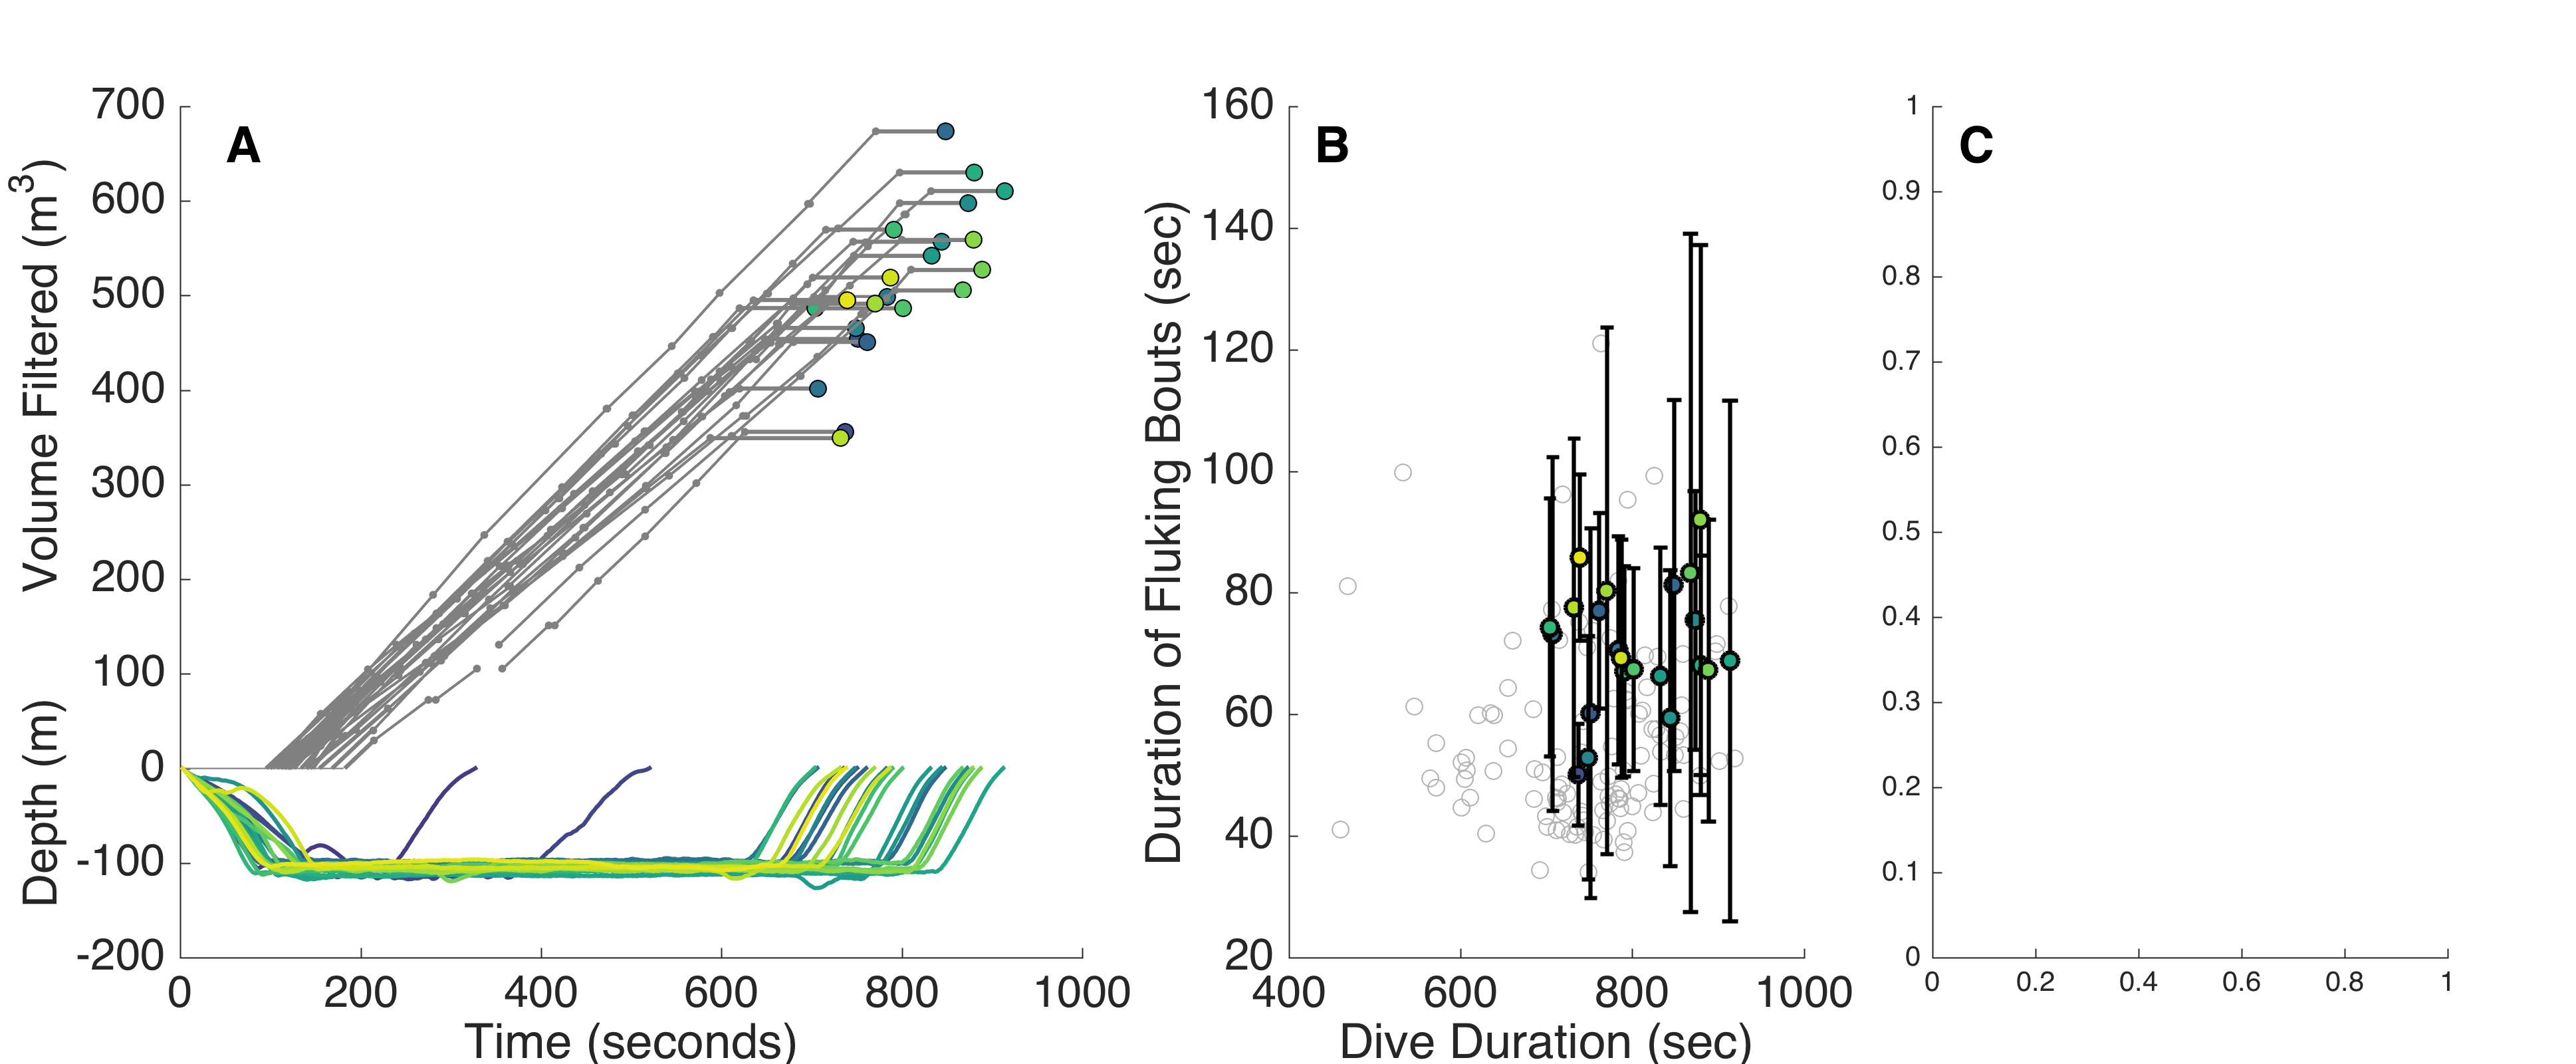 A
700
600
500
400
300
200
100
0
-100
-200
Volume Filtered (m3)
Depth (m)
0 200 400 600 800 1000
Time (seconds)
B
160
140
120
100
80
60
40
20
Duration of Fluking Bouts (sec)
400 600 800 1000
Dive Duration (sec)
C
1
0.9
0.8
0.7
0.6
0.5
0.4
0.3
0.2
0.1
0
0 0.2 0.4 0.6 0.8 1